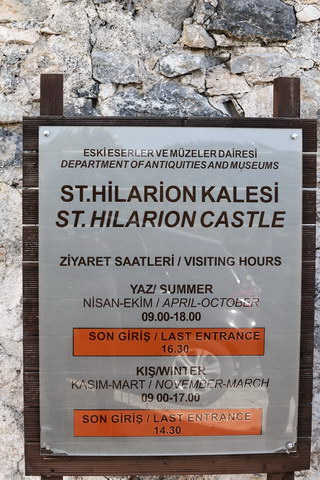 ESKİ ESERLER VE MÜZELER DAİRESİ
DEPARTMENT OF ANTIQUITIES AND MUSEUMS
ST.HİLARİON KALESİ
ST. HILARION CASTLE
ZİYARET SAATLERİ / VISITING HOURS
YAZ/ SUMMER
NİSAN-EKİM / APRIL-OCTOBER
09.00-18.00
SON GİRİŞ / LAST ENTRANCE
16.30
KIŞ/WINTER
KASIM-MART / NOVEMBER-MARCH
09.00-17.00
SON GİRİŞ / LAST ENTRANCE
14.30